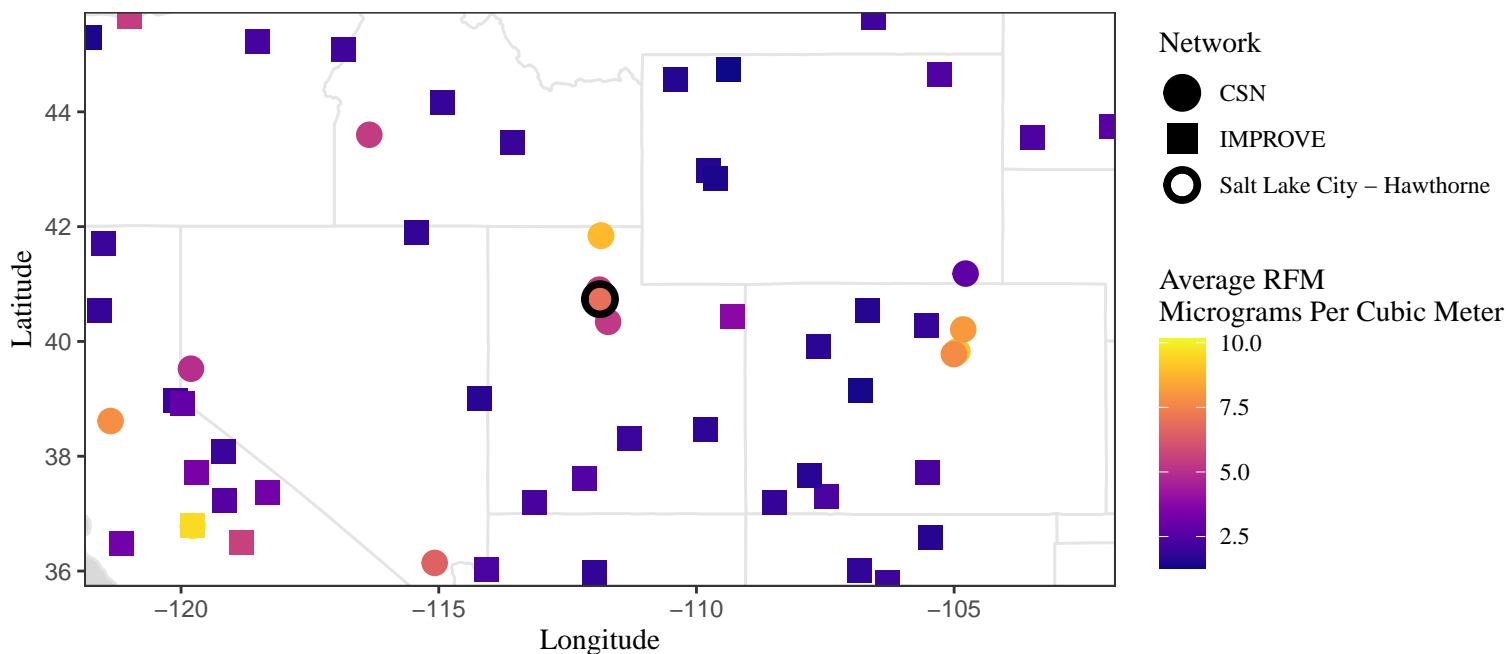 44
42
40
38
36
Latitude
−120
−115
−110
−105
Longitude
Network
CSN
IMPROVE
Salt Lake City − Hawthorne
Average RFM
Micrograms Per Cubic Meter
10.0
7.5
5.0
2.5